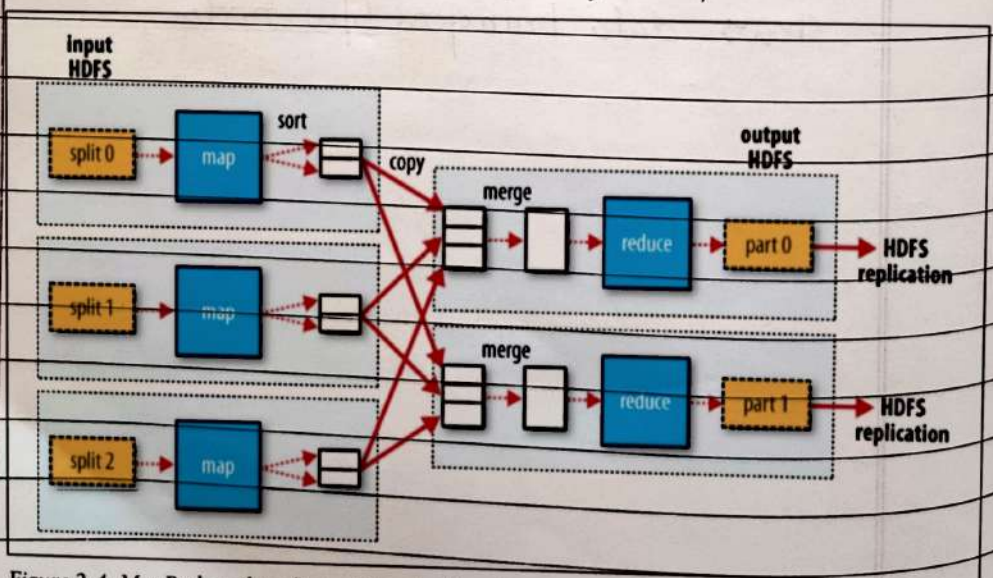 input
HDFS
split 0
map
sort
copy
split 1
map
split 2
map
output
HDFS
merge
reduce
part 0
HDFS
replication
merge
reduce
part 1
HDFS
replication